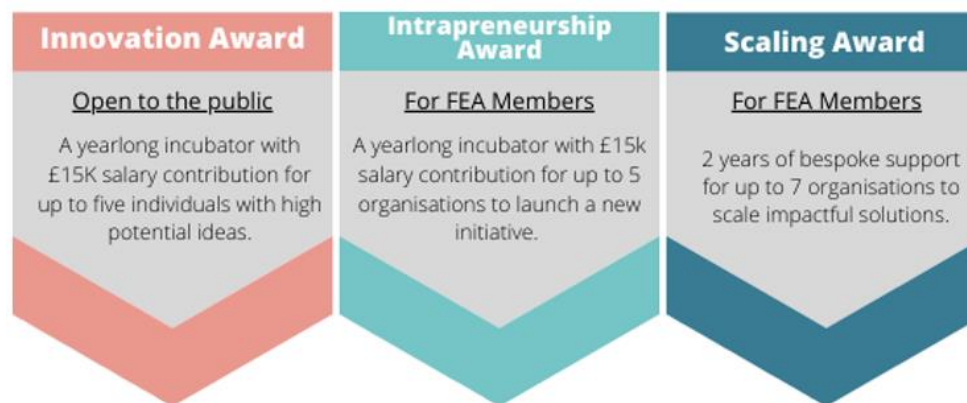 Innovation Award
Open to the public
A yearlong incubator with
£15K salary contribution for
up to five individuals with high
potential ideas.
Intrapreneurship
Award
For FEA Members
A yearlong incubator with £15k
salary contribution for up to 5
organisations to launch a new
initiative.
Scaling Award
For FEA Members
2 years of bespoke support
for up to 7 organisations to
scale impactful solutions.